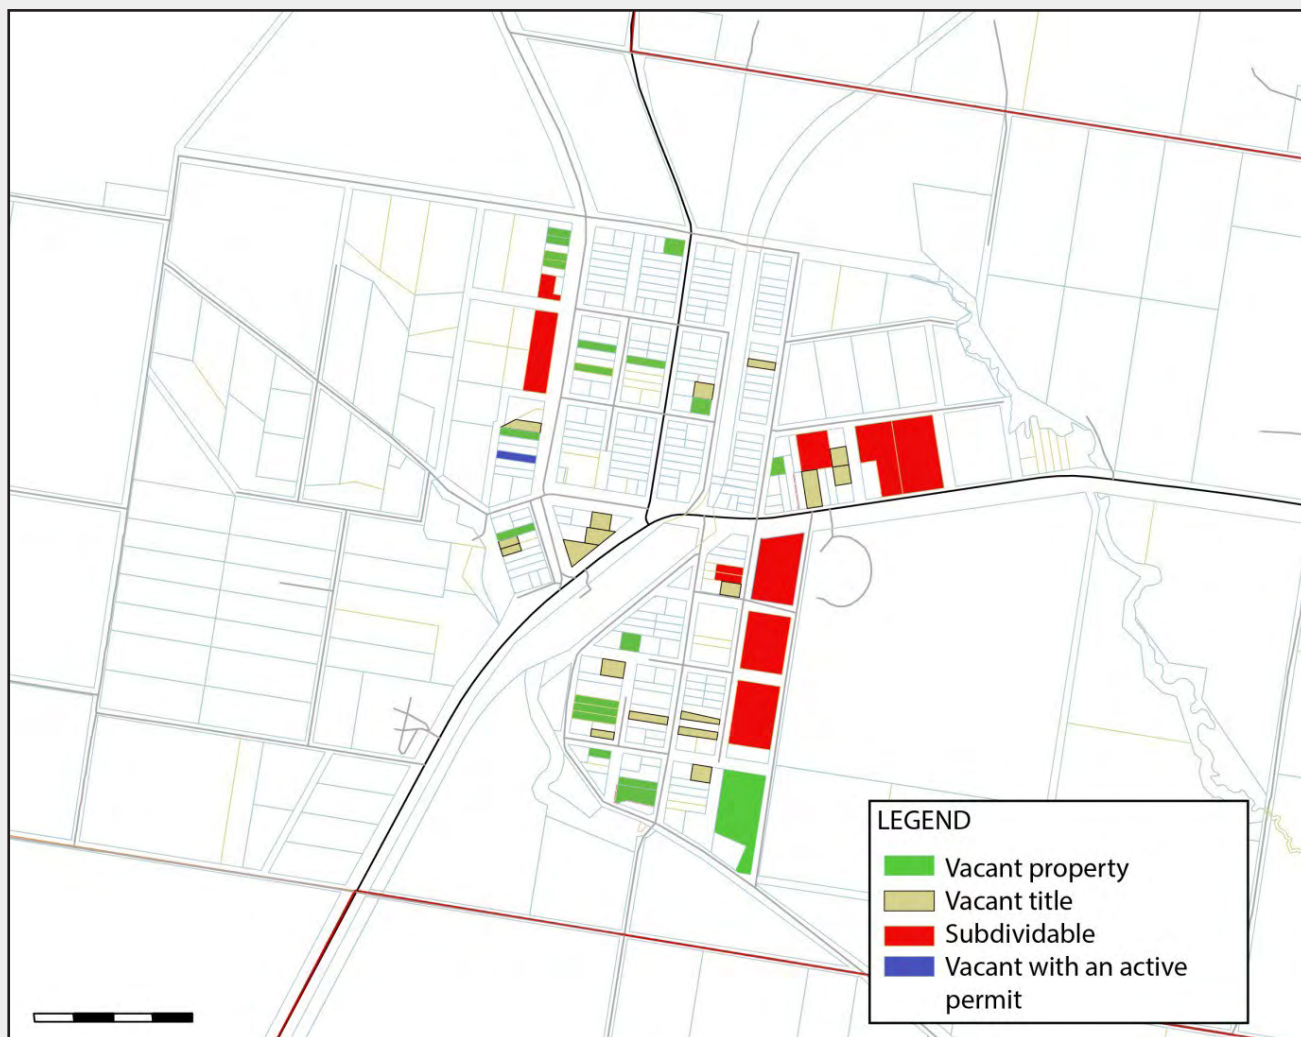 LEGEND
Vacant property
Vacant title
Subdividable
Vacant with an active
permit